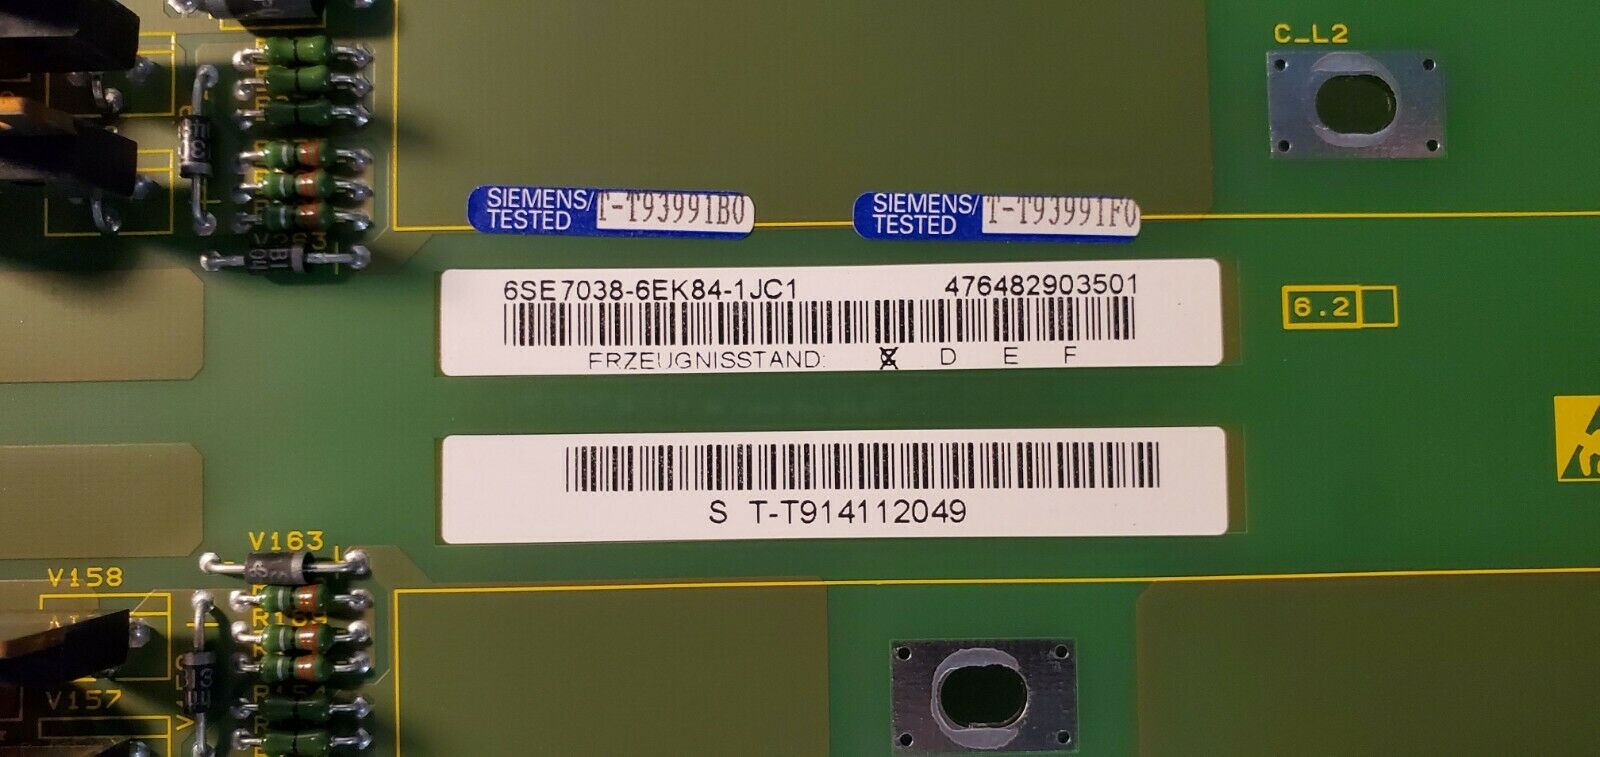 C_L2
SIEMENS/
TESTED
T-T93991B0
SIEMENS/
TESTED
T-T93991F0
6SE7038-6EK84-1JC1 476482903501
ERZEUGNISSTAND: D E F
6.2
S T-T914112049
V163
V158
V157